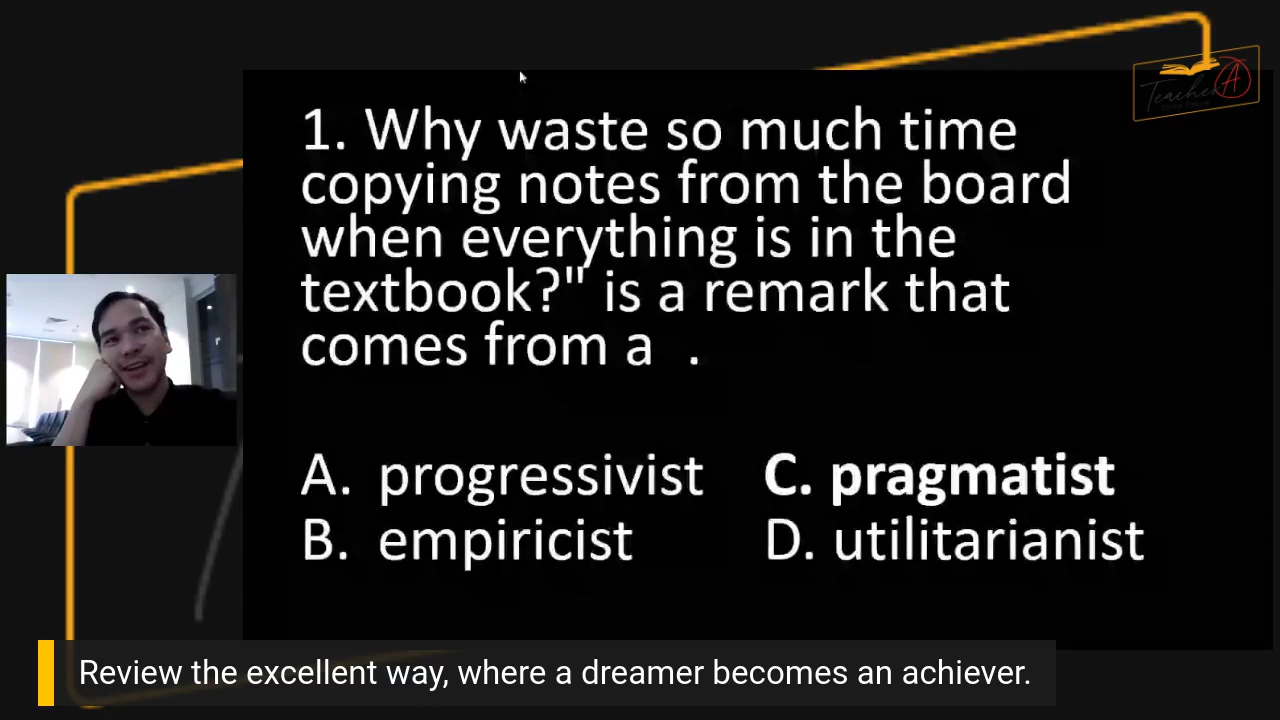 Teacher A
1. Why waste so much time
copying notes from the board
when everything is in the
textbook?" is a remark that
comes from a .
A. progressivist C. pragmatist
B. empiricist D. utilitarianist
Review the excellent way, where a dreamer becomes an achiever.